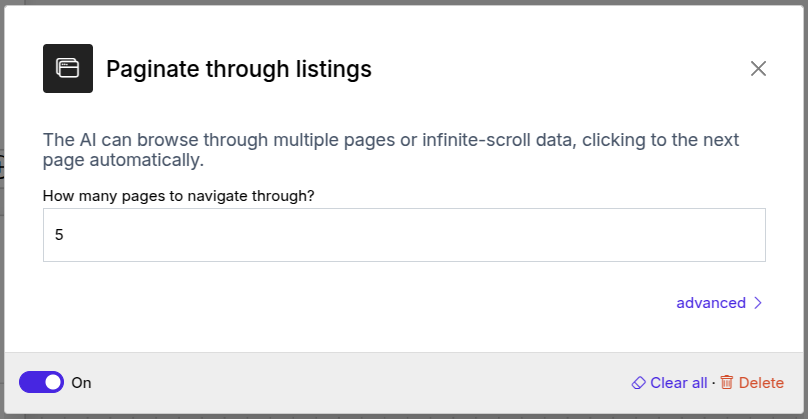 Paginate through listings
The AI can browse through multiple pages or infinite-scroll data, clicking to the next
page automatically.
How many pages to navigate through?
5
advanced
On
Clear all · Delete